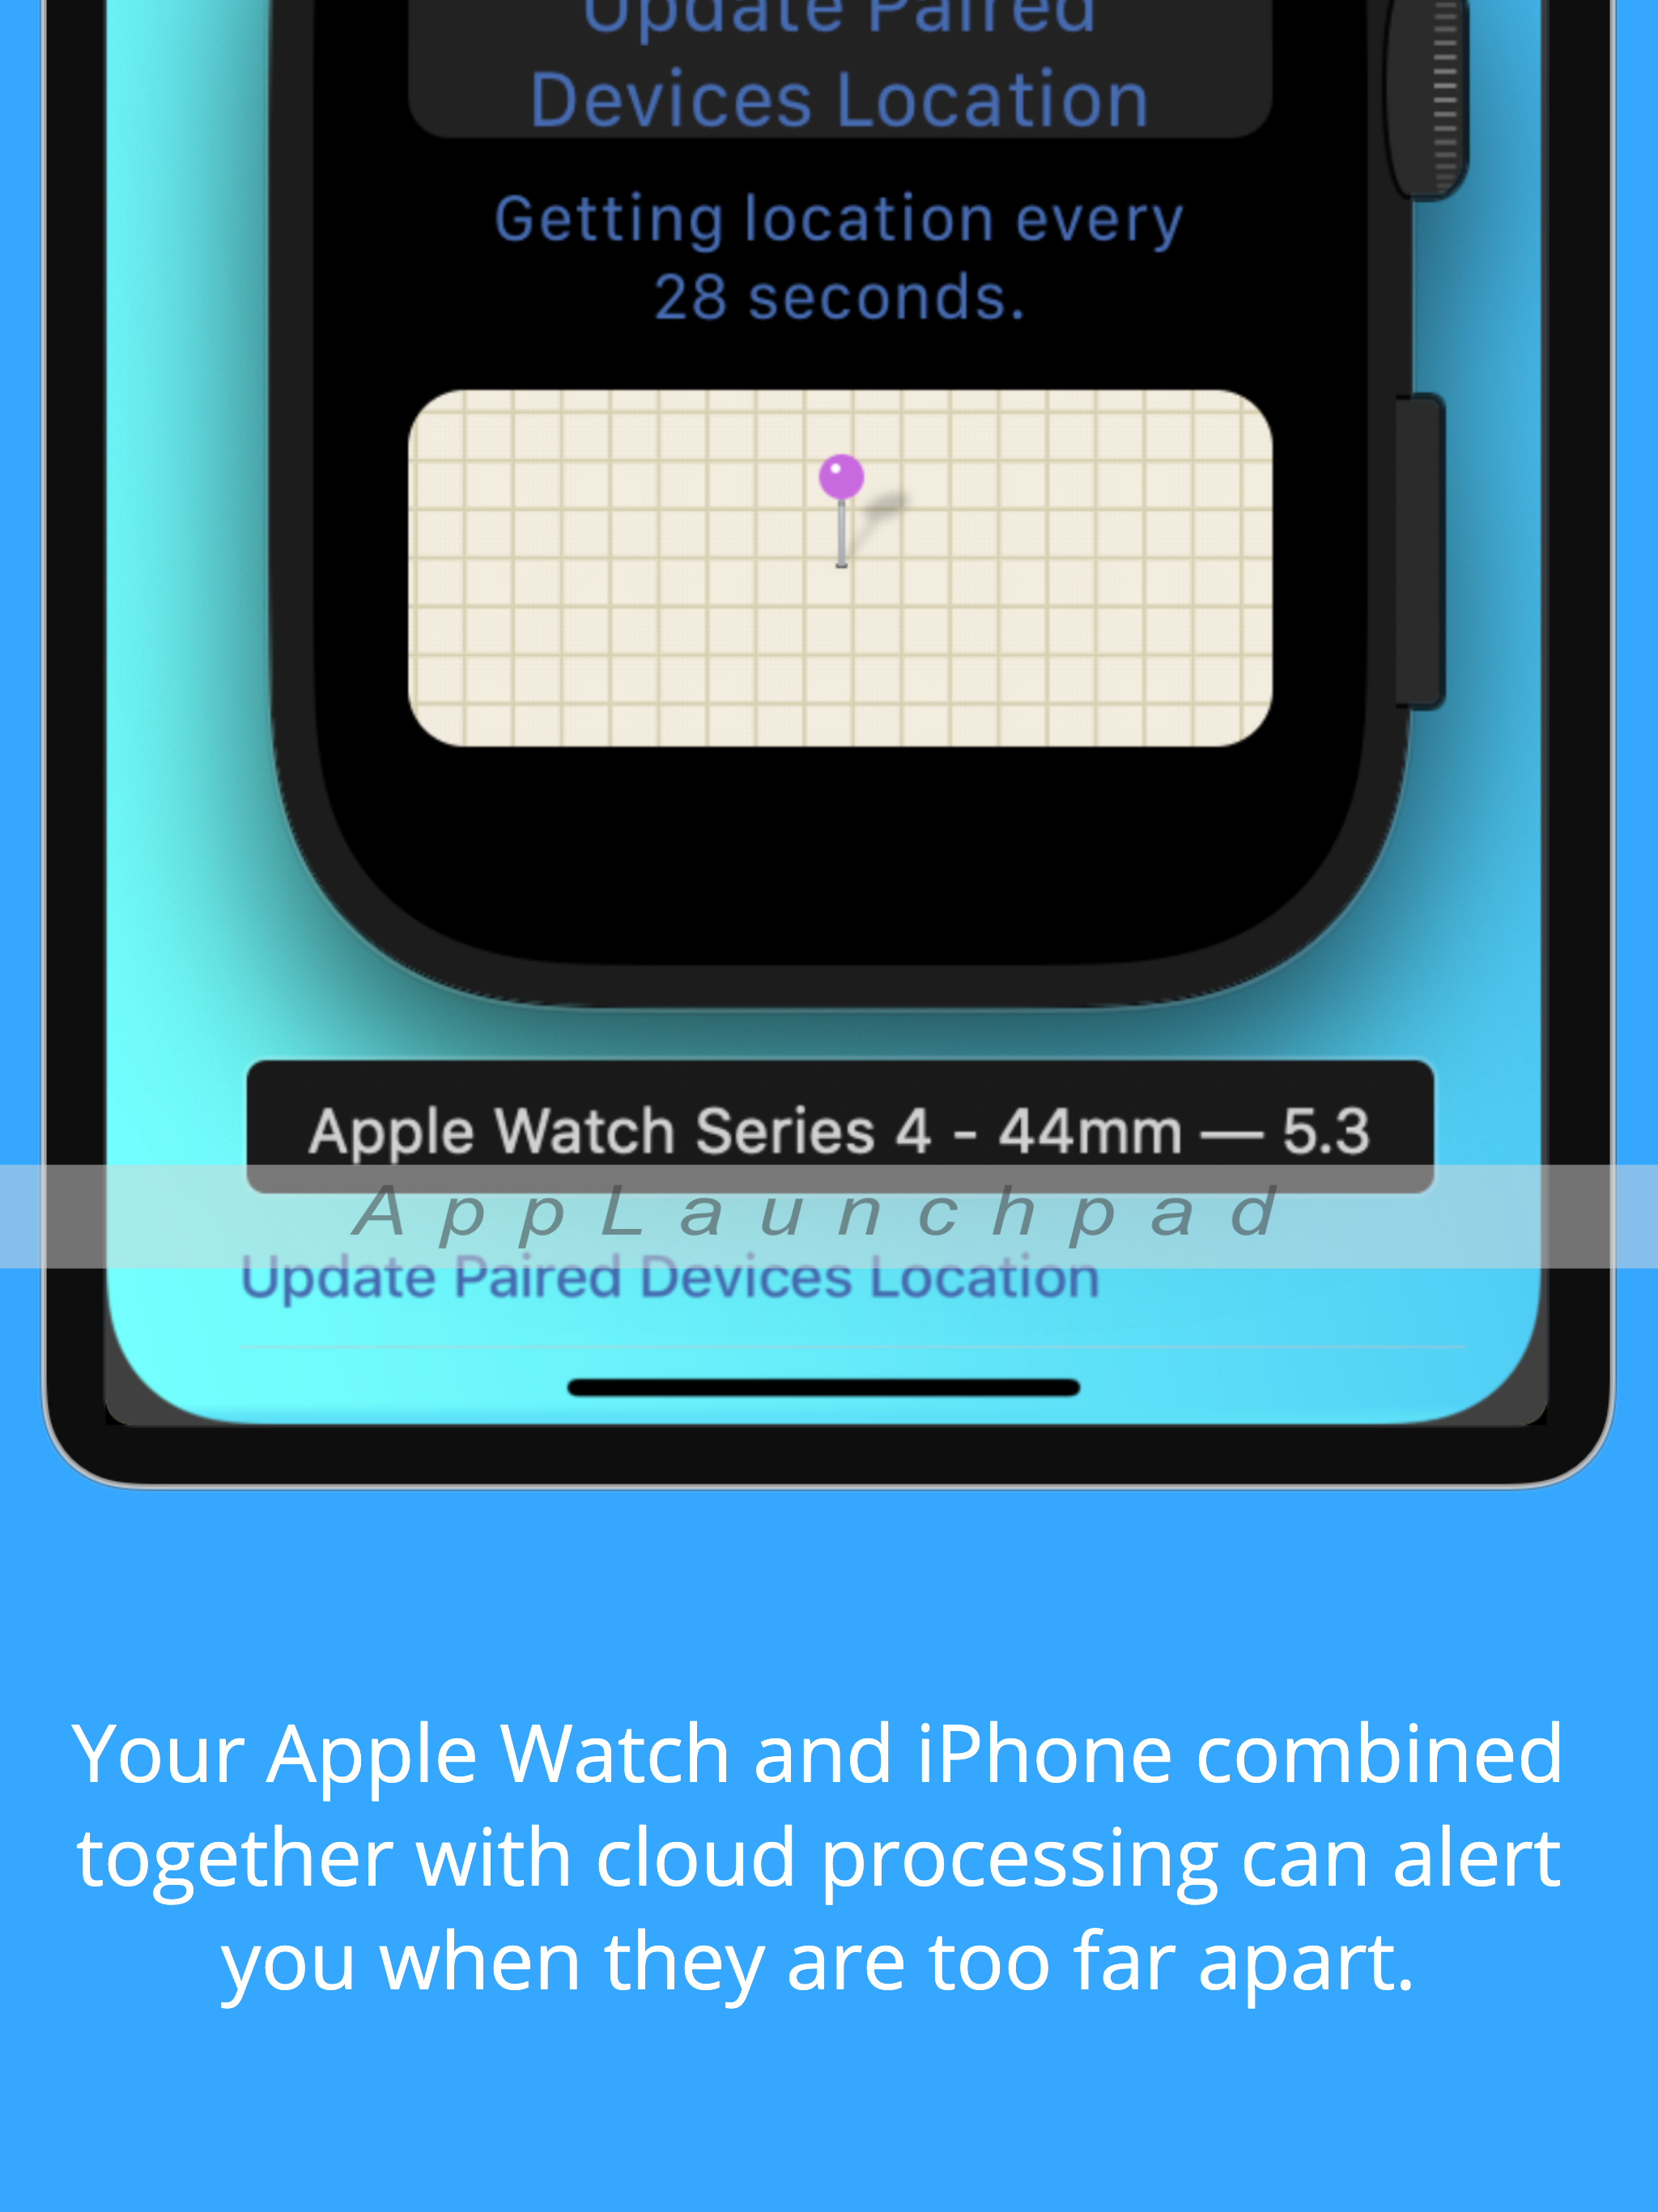 Update Paired
Devices Location
Getting location every
28 seconds.
Apple Watch Series 4 - 44mm — 5.3
AppLaunchpad
Update Paired Devices Location
Your Apple Watch and iPhone combined
together with cloud processing can alert
you when they are too far apart.